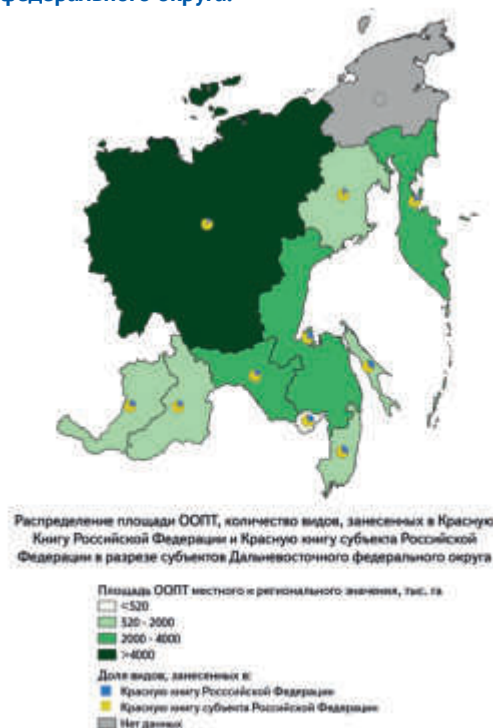 федерального округа.
Распределение площади ООПТ, количество видов, занесенных в Красную
Книгу Российской Федерации и Красную книгу субъекта Российской
Федерации в разрезе субъектов Дальневосточного федерального округа
Площадь ООПТ местного и регионального значения, тыс. га
<520
520 - 2000
2000 - 4000
>4000
Доля видов, занесенных в:
Красную книгу Росссийской Федерации
Красную книгу субъекта Российской Федерации
Нет данных